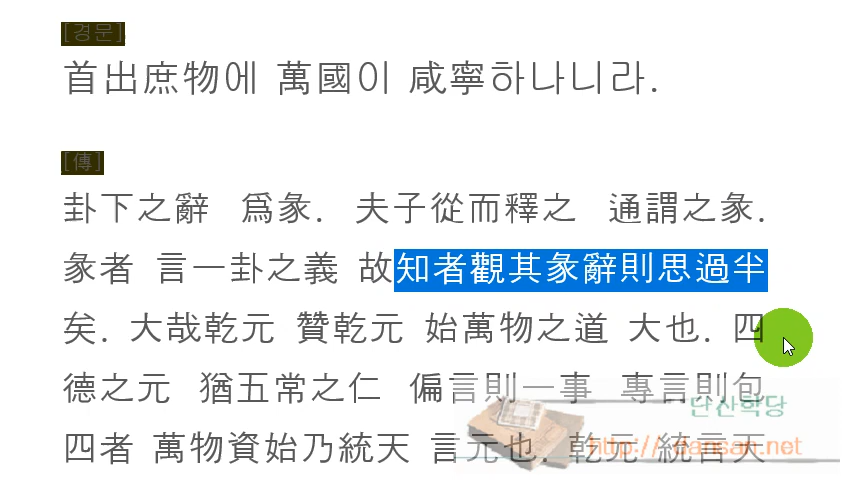 [경문]
首出庶物에 萬國이 咸寧하나니라.
[傳]
卦下之辭 爲彖. 夫子從而釋之 通謂之彖.
彖者 言一卦之義 故知者觀其彖辭則思過半
矣. 大哉乾元 贊乾元 始萬物之道 大也. 四
德之元 猶五常之仁 偏言則一事 專言則包
四者 萬物資始乃統天 言元也. 乾元 統言天
단산학당
http://dansan.net